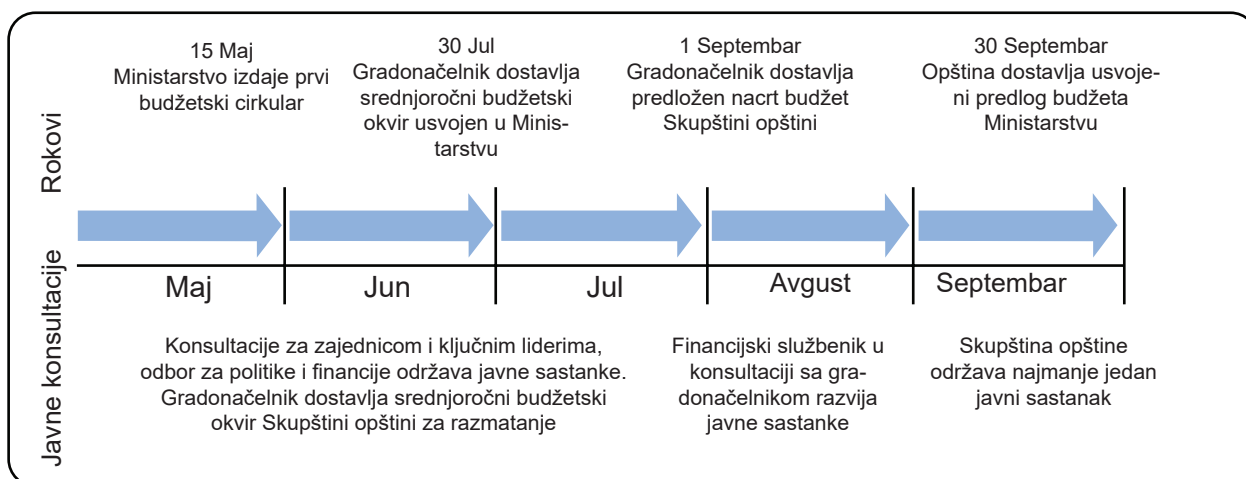 Rokovi
15 Maj
Ministarstvo izdaje prvi
budžetski cirkular
30 Jul
Gradonačelnik dostavlja
srednjoročni budžetski
okvir usvojen u Minis-
tarstvu
1 Septembar
Gradonačelnik dostavlja
predložen nacrt budžet
Skupštini opštini
30 Septembar
Opština dostavlja usvoje-
ni predlog budžeta
Ministarstvu
Maj
Jun
Jul
Avgust
Septembar
Javne konsultacije
Konsultacije za zajednicom i ključnim liderima,
odbor za politike i financije održava javne sastanke.
Gradonačelnik dostavlja srednjoročni budžetski
okvir Skupštini opštini za razmatanje
Financijski službenik u
konsultaciji sa gra-
donačelnikom razvija
javne sastanke
Skupština opštine
održava najmanje jedan
javni sastanak